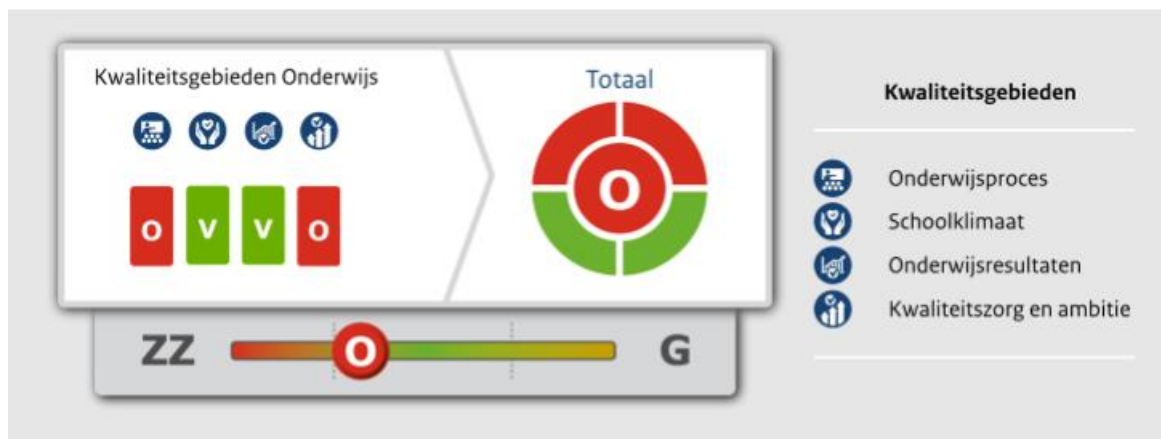 Kwaliteitsgebieden Onderwijs
O V V O
Totaal
O
ZZ O G
Kwaliteitsgebieden
Onderwijsproces
Schoolklimaat
Onderwijsresultaten
Kwaliteitszorg en ambitie